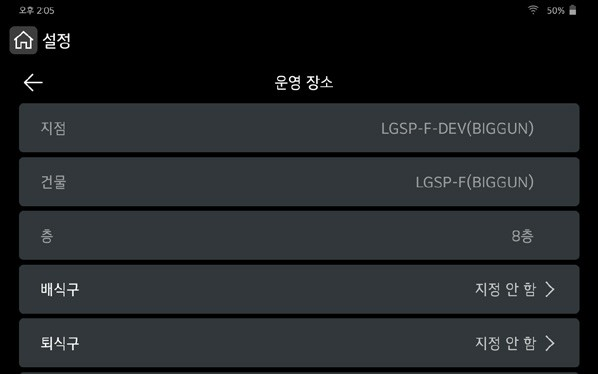 오후 2:05 50%
설정
운영 장소
지점 LGSP-F-DEV(BIGGUN)
건물 LGSP-F(BIGGUN)
층 8층
배식구 지정 안 함
퇴식구 지정 안 함